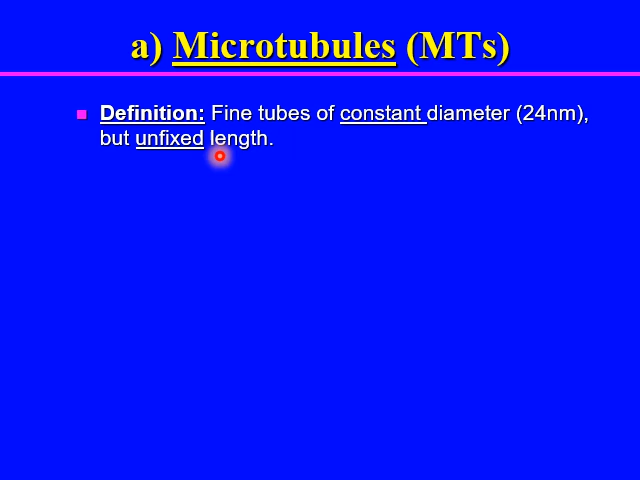 a) Microtubules (MTs)
Definition: Fine tubes of constant diameter (24nm),
but unfixed length.